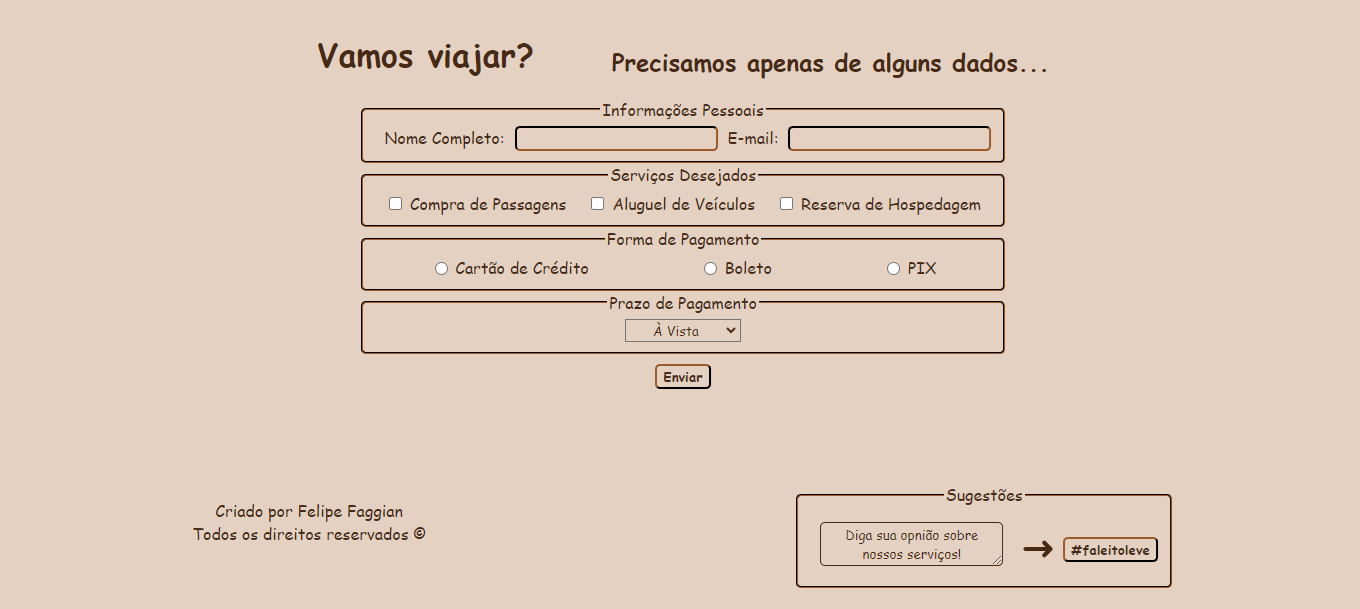 Vamos viajar?
Precisamos apenas de alguns dados...
Informações Pessoais
Nome Completo: E-mail:
Serviços Desejados
Compra de Passagens Aluguel de Veículos Reserva de Hospedagem
Forma de Pagamento
Cartão de Crédito Boleto PIX
Prazo de Pagamento
À Vista
Enviar
Criado por Felipe Faggian
Todos os direitos reservados ©
Sugestões
Diga sua opnião sobre
nossos serviços!
➞ #faleitoleve